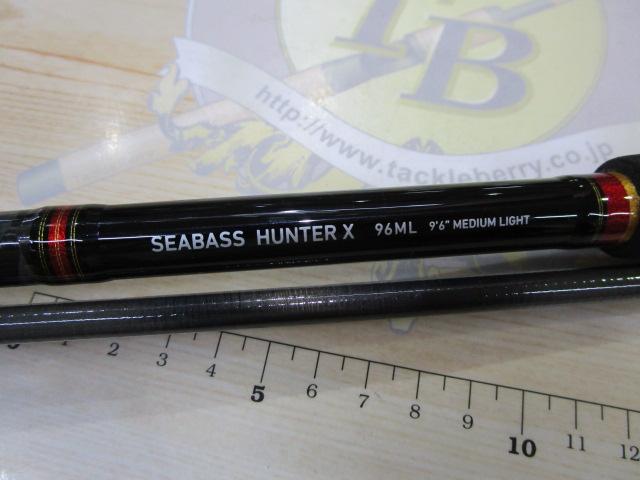 TB
http://www.tackleberry.co.jp
SEABASS HUNTER X 96ML 9'6" MEDIUM LIGHT
1 2 3 4 5 6 7 8 9 10 11 12